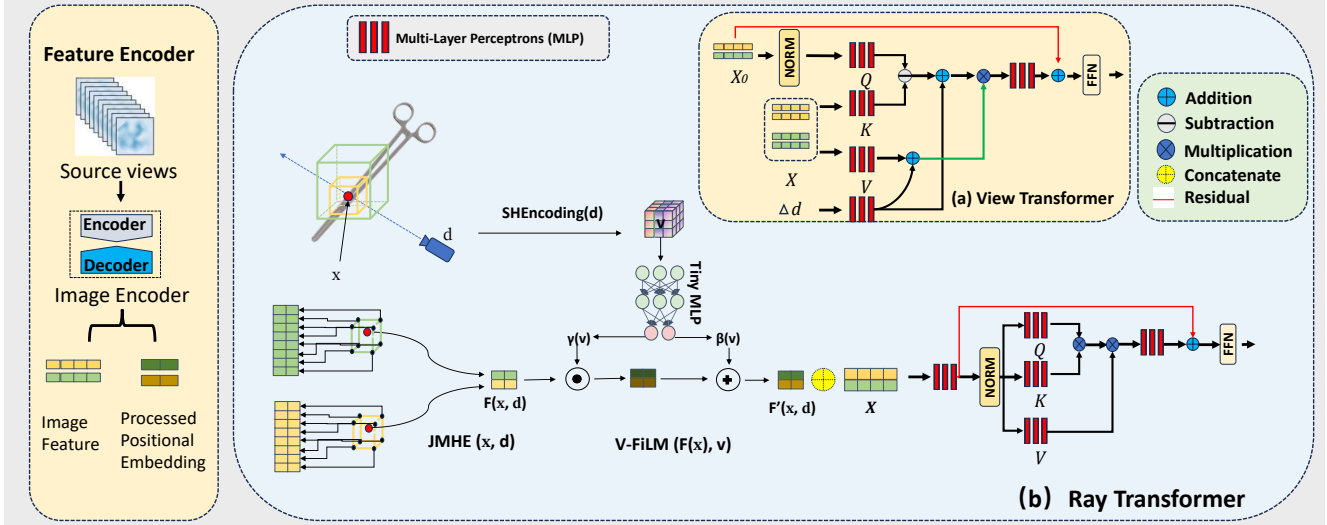 Feature Encoder
Source views
Encoder
Decoder
Image Encoder
Image
Feature
Processed
Positional
Embedding
Multi-Layer Perceptrons (MLP)
X0
NORM
Q
K
X
V
Δd
FFN
(a) View Transformer
Addition
Subtraction
Multiplication
Concatenate
Residual
d
x
SHEncoding(d)
v
Tiny MLP
γ(v)
β(v)
F(x, d)
F'(x, d)
X
JMHE (x, d)
V-FiLM (F(x), v)
NORM
Q
K
V
FFN
(b) Ray Transformer